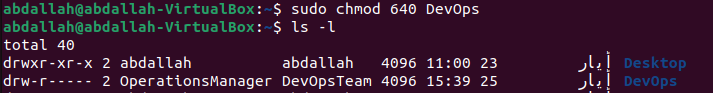 abdallah@abdallah-VirtualBox:~$ sudo chmod 640 DevOps
abdallah@abdallah-VirtualBox:~$ ls -l
total 40
drwxr-xr-x 2 abdallah           abdallah   4096 11:00 23 أيار Desktop
drw-r----- 2 OperationsManager DevOpsTeam 4096 15:39 25 أيار DevOps